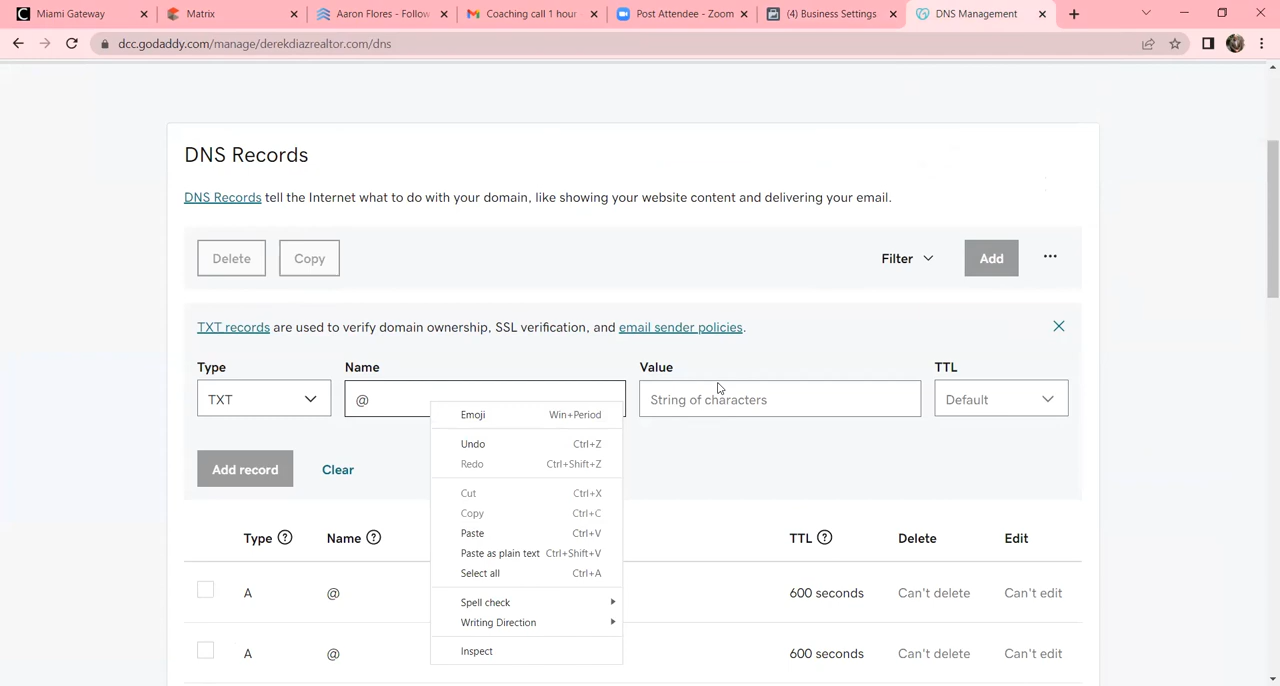 Miami Gateway
Matrix
Aaron Flores - Follow
Coaching call 1 hour
Post Attendee - Zoom
(4) Business Settings
DNS Management
dcc.godaddy.com/manage/derekdiazrealtor.com/dns
DNS Records
DNS Records tell the Internet what to do with your domain, like showing your website content and delivering your email.
Delete
Copy
Filter
Add
TXT records are used to verify domain ownership, SSL verification, and email sender policies.
Type
Name
Value
TTL
TXT
@
String of characters
Default
Emoji Win+Period
Undo Ctrl+Z
Redo Ctrl+Shift+Z
Cut Ctrl+X
Copy Ctrl+C
Paste Ctrl+V
Paste as plain text Ctrl+Shift+V
Select all Ctrl+A
Spell check
Writing Direction
Inspect
Add record
Clear
Type
Name
TTL
Delete
Edit
A @ 600 seconds Can't delete Can't edit
A @ 600 seconds Can't delete Can't edit